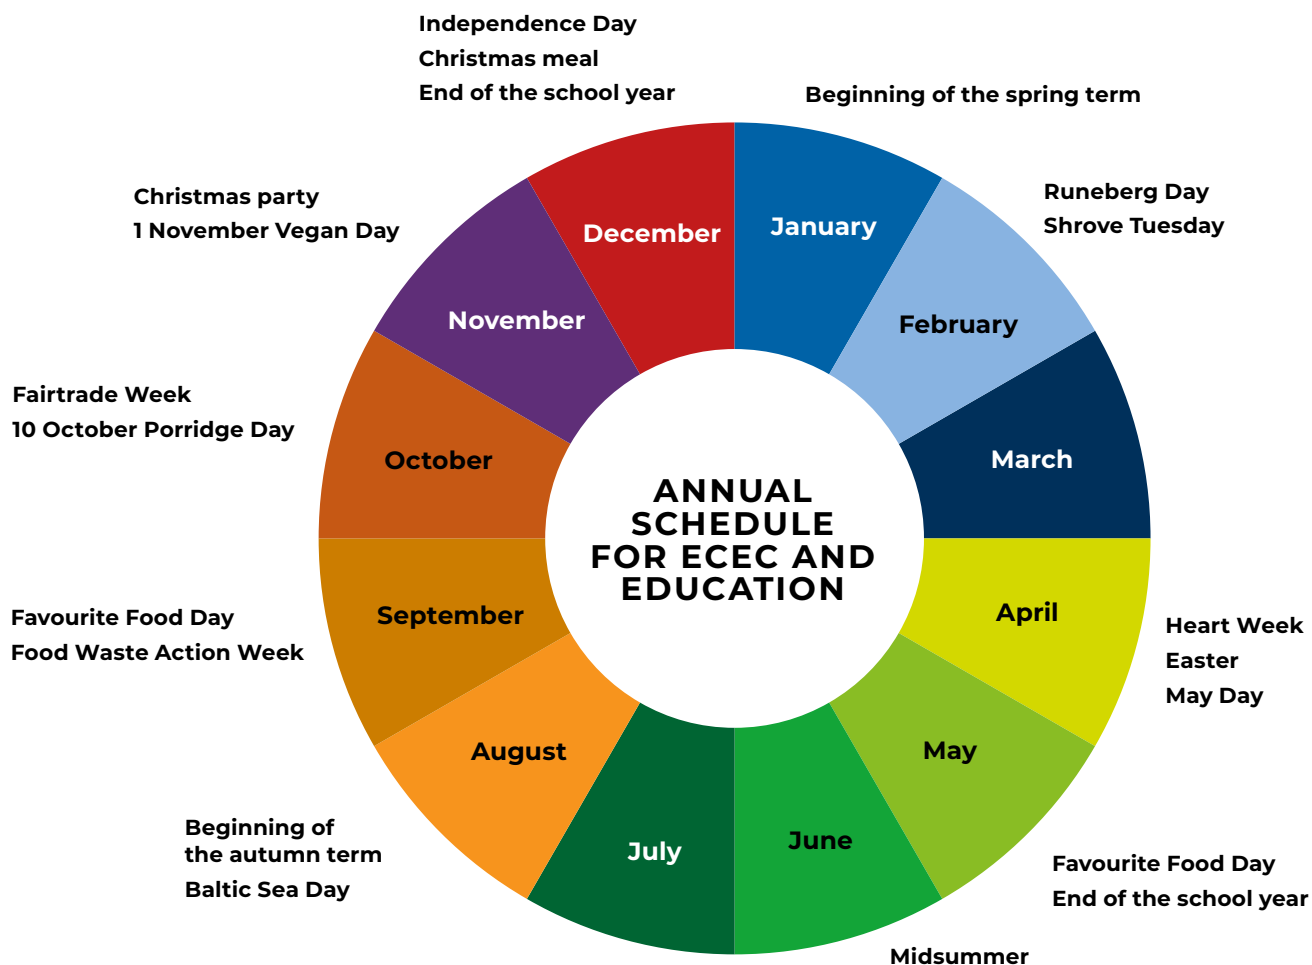 Independence Day
Christmas meal
End of the school year
Beginning of the spring term
Runeberg Day
Shrove Tuesday
Christmas party
1 November Vegan Day
December
January
November
February
Fairtrade Week
10 October Porridge Day
October
March
ANNUAL
SCHEDULE
FOR ECEC AND
EDUCATION
September
April
Favourite Food Day
Food Waste Action Week
Heart Week
Easter
May Day
August
May
July
June
Beginning of
the autumn term
Baltic Sea Day
Favourite Food Day
End of the school year
Midsummer